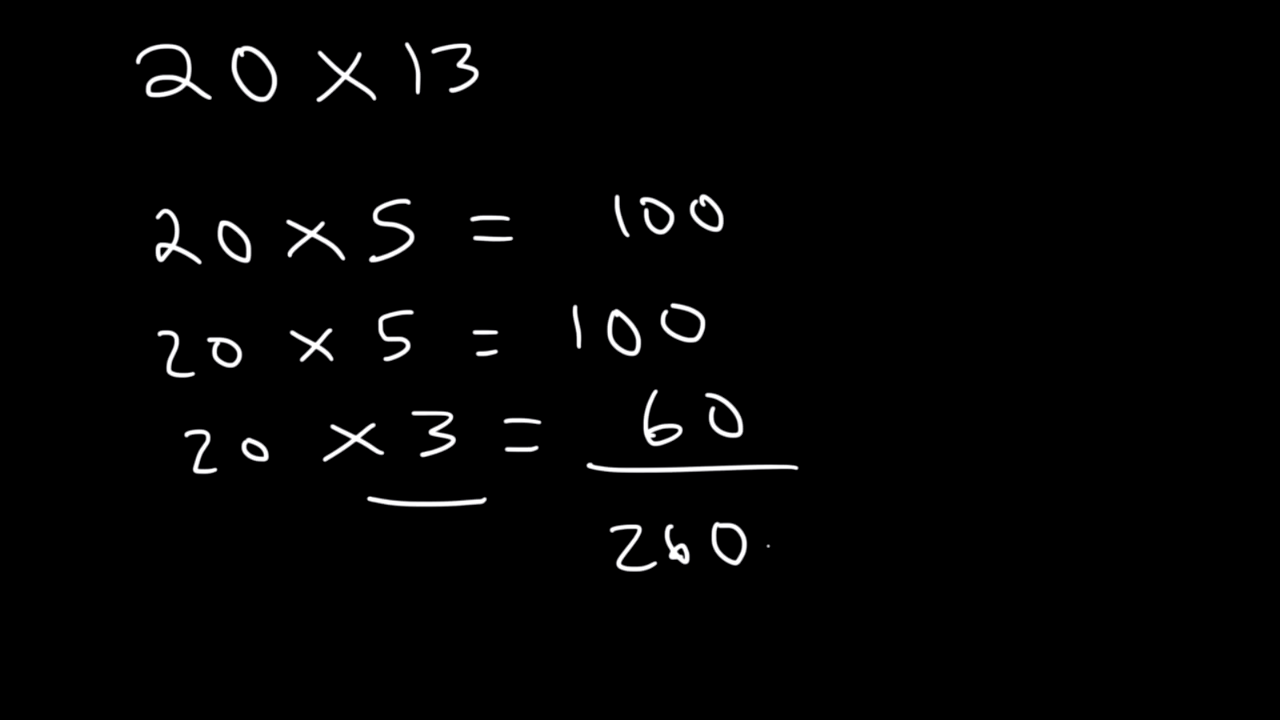 20 × 13
20 × 5 = 100
20 × 5 = 100
20 × 3 = 60
260